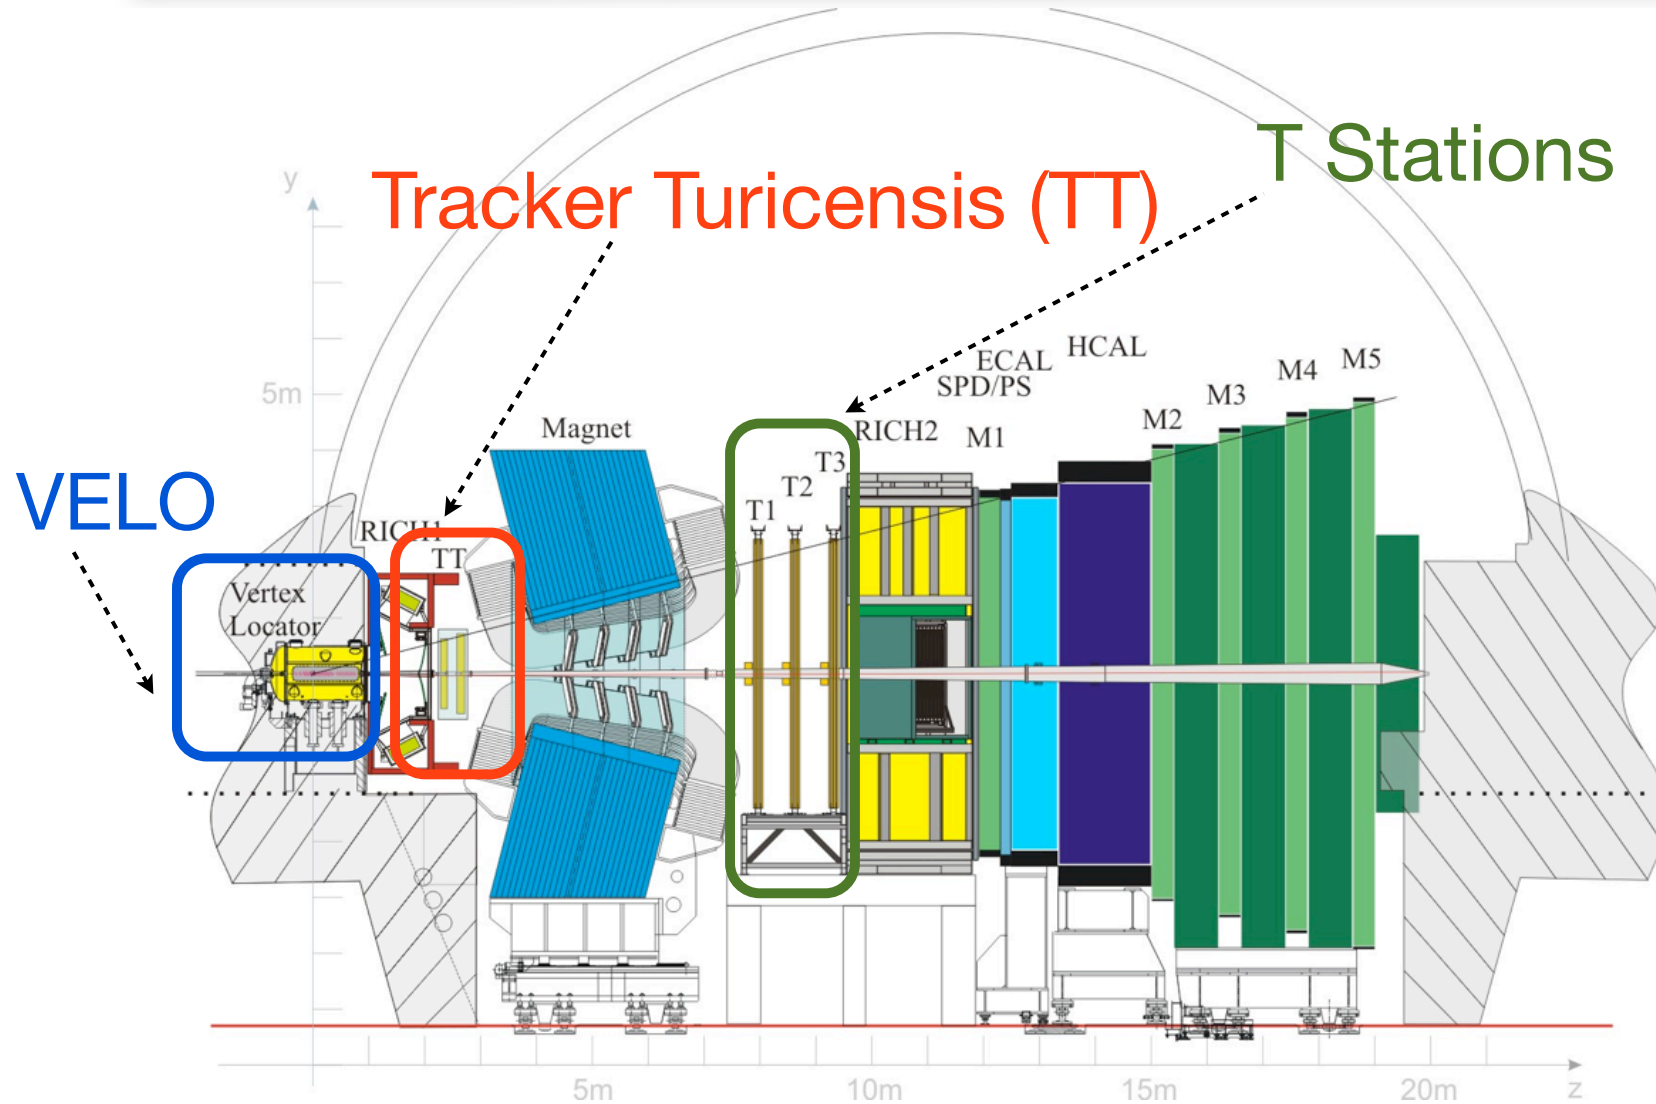 T Stations
Tracker Turicensis (TT)
y
HCAL
ECAL
SPD/PS
M5
M4
M3
M2
5m
Magnet
RICH2
M1
T3
T2
T1
VELO
RICH1
TT
Vertex
Locator
5m
10m
15m
20m
z